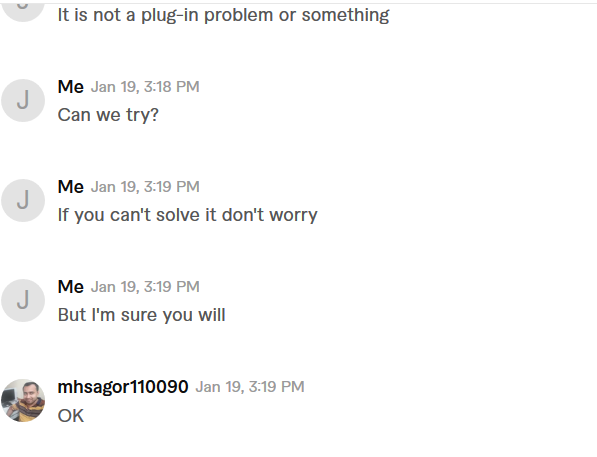 It is not a plug-in problem or something
J
Me Jan 19, 3:18 PM
Can we try?
J
Me Jan 19, 3:19 PM
If you can't solve it don't worry
J
Me Jan 19, 3:19 PM
But I'm sure you will
mhsagor110090 Jan 19, 3:19 PM
OK